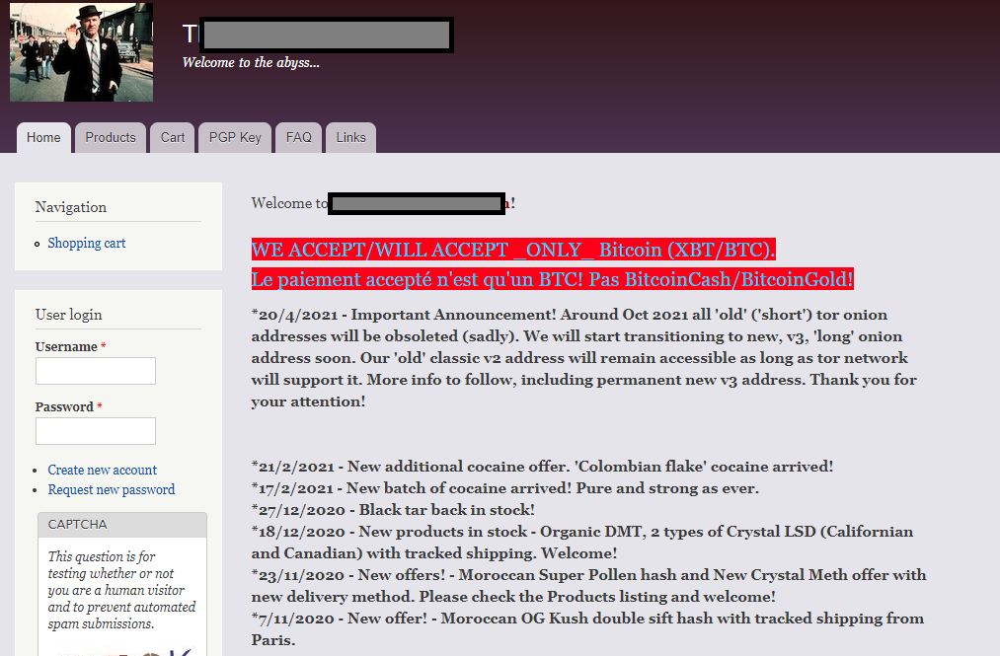 T
Welcome to the abyss...
Home Products Cart PGP Key FAQ Links
Navigation
Shopping cart
User login
Username *
Password *
Create new account
Request new password
CAPTCHA
This question is for
testing whether or not
you are a human visitor
and to prevent automated
spam submissions.
Welcome to !
WE ACCEPT/WILL ACCEPT _ONLY_ Bitcoin (XBT/BTC).
Le paiement accepté n'est qu'un BTC! Pas BitcoinCash/BitcoinGold!
*20/4/2021 - Important Announcement! Around Oct 2021 all 'old' ('short') tor onion
addresses will be obsoleted (sadly). We will start transitioning to new, v3, 'long' onion
address soon. Our 'old' classic v2 address will remain accessible as long as tor network
will support it. More info to follow, including permanent new v3 address. Thank you for
your attention!
*21/2/2021 - New additional cocaine offer. 'Colombian flake' cocaine arrived!
*17/2/2021 - New batch of cocaine arrived! Pure and strong as ever.
*27/12/2020 - Black tar back in stock!
*18/12/2020 - New products in stock - Organic DMT, 2 types of Crystal LSD (Californian
and Canadian) with tracked shipping. Welcome!
*23/11/2020 - New offers! - Moroccan Super Pollen hash and New Crystal Meth offer with
new delivery method. Please check the Products listing and welcome!
*7/11/2020 - New offer! - Moroccan OG Kush double sift hash with tracked shipping from
Paris.